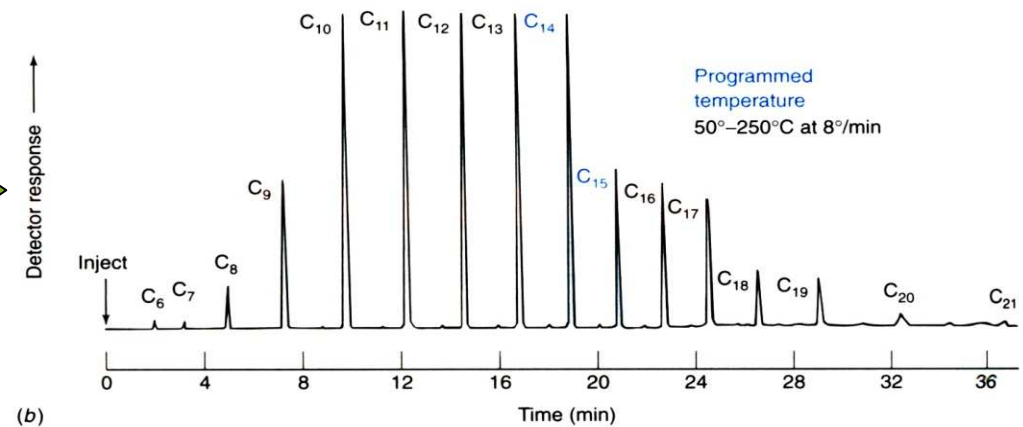 C₁₀
C₁₁
C₁₂
C₁₃
C₁₄
Programmed
temperature
50°–250°C at 8°/min
Detector response
C₉
C₁₅
C₁₆
C₁₇
Inject
C₆
C₇
C₈
C₁₈
C₁₉
C₂₀
C₂₁
0 4 8 12 16 20 24 28 32 36
(b)
Time (min)